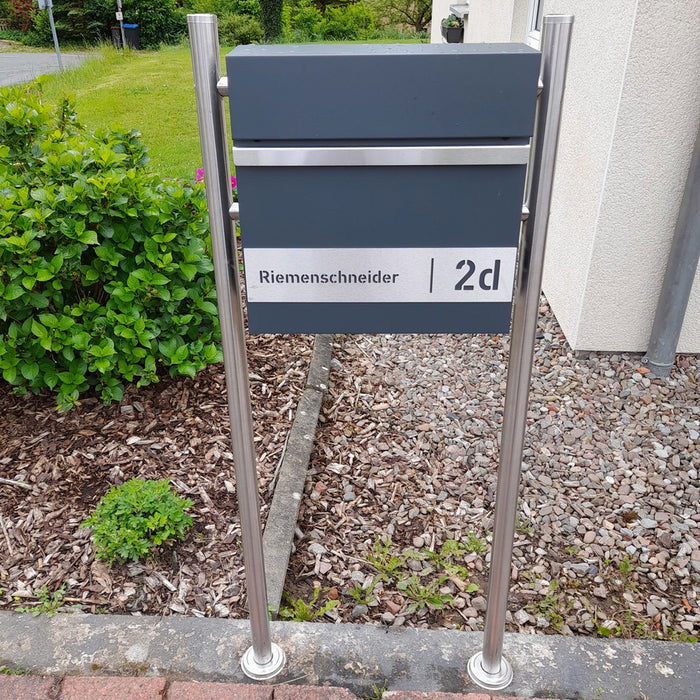 Riemenschneider | 2d